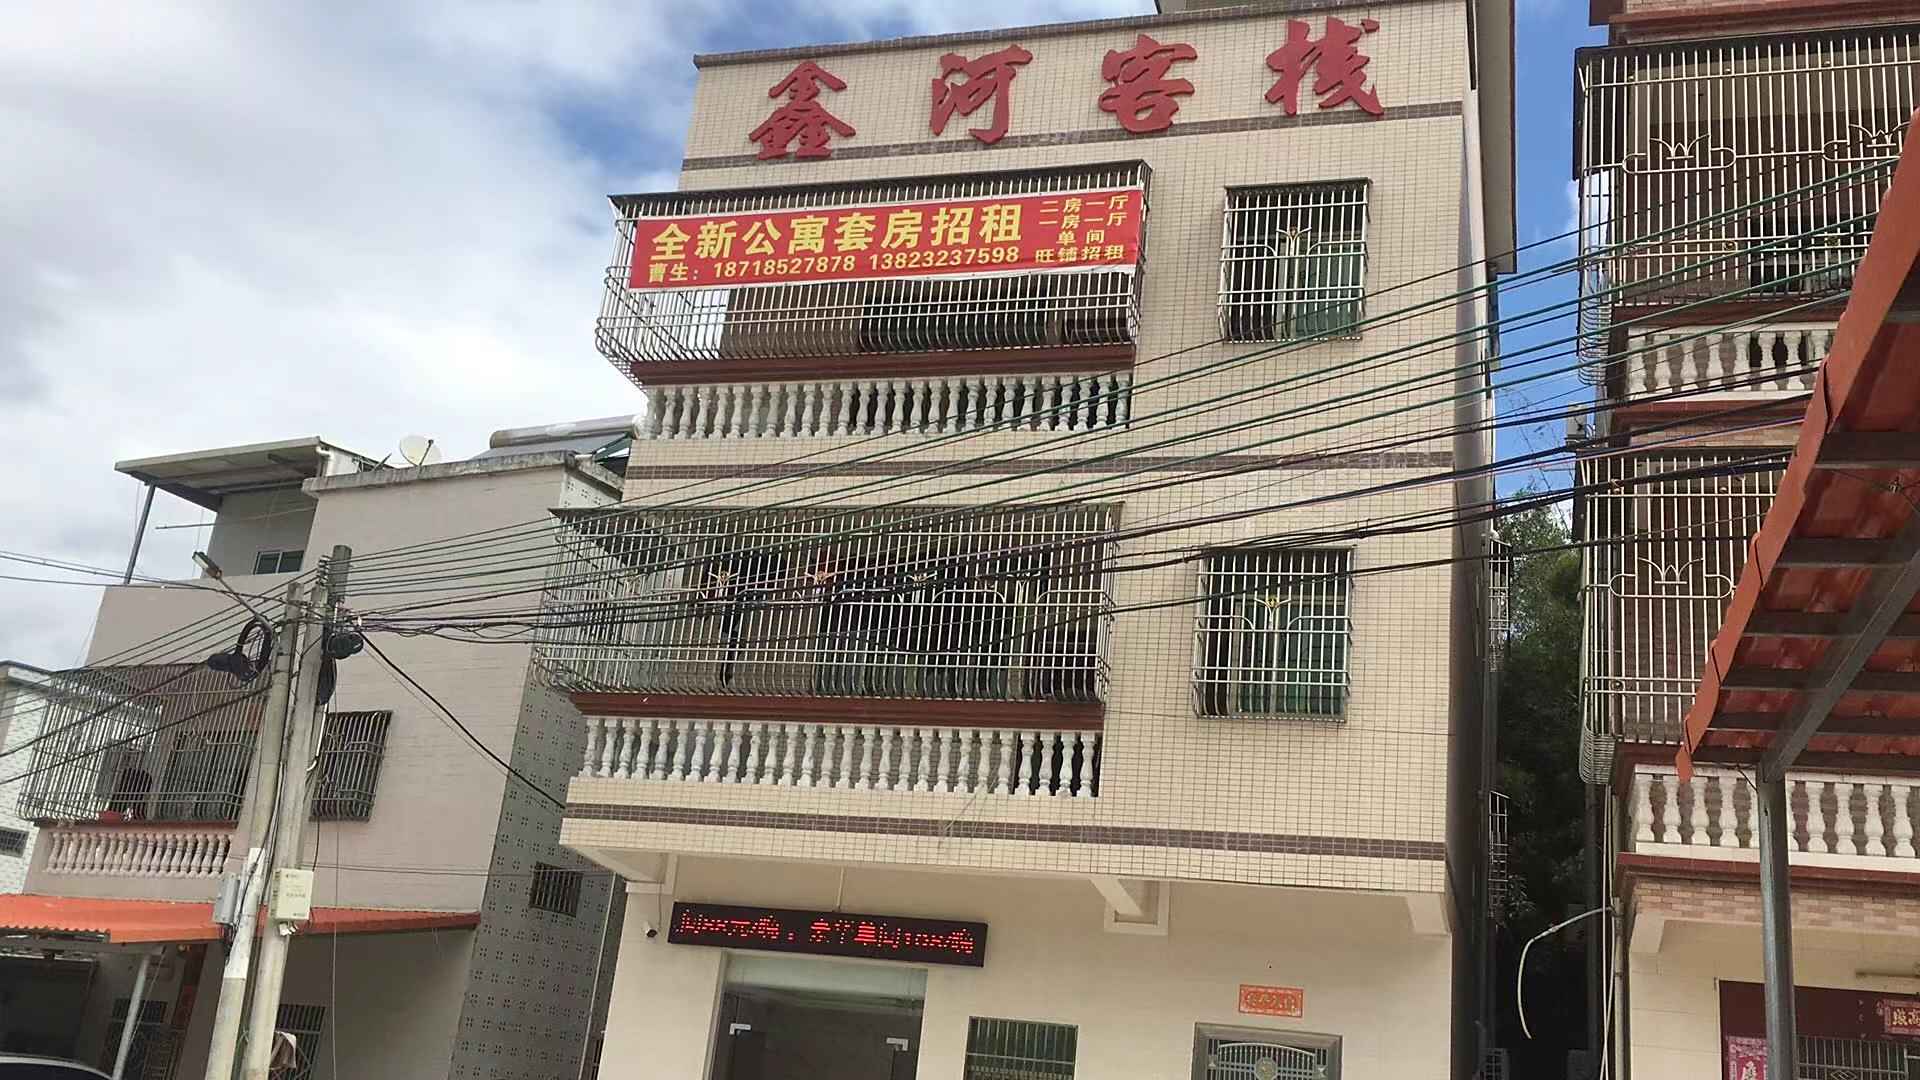 鑫河客栈
全新公寓套房招租
曹生：18718527878 13823237598
二房一厅
一房一厅
单间
旺铺招租